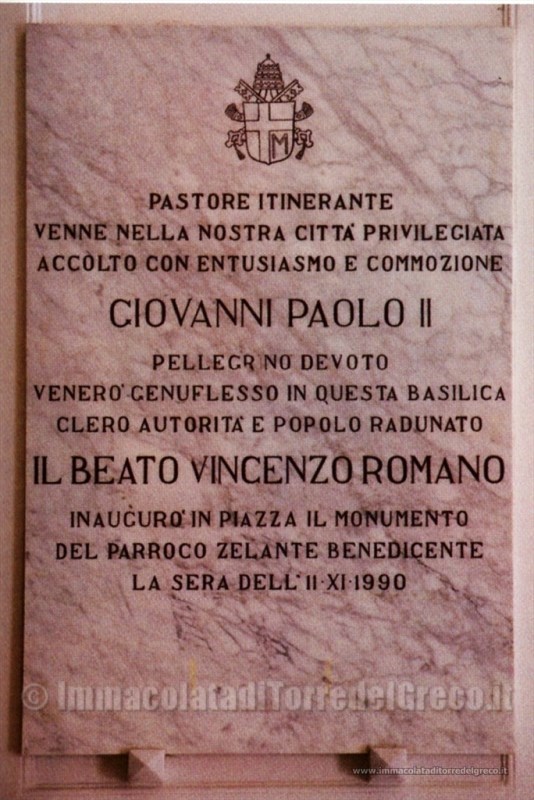 M
PASTORE ITINERANTE
VENNE NELLA NOSTRA CITTA' PRIVILEGIATA
ACCÒLTO CON ENTUSIASMO E COMMOZIONE
GIOVANNI PAOLO II
PELLEGRINO DEVOTO
VENERO' GENUFLESSO IN QUESTA BASILICA
CLERO AUTORITA' E POPOLO RADUNATO
IL BEATO VINCENZO ROMANO
INAUGURO' IN PIAZZA IL MONUMENTO
DEL PARROCO ZELANTE BENEDICENTE
LA SERA DELL' 11·XI·1990
© ImmacolatadiTorredelGreco.it
www.immacolataditorredelgreco.it